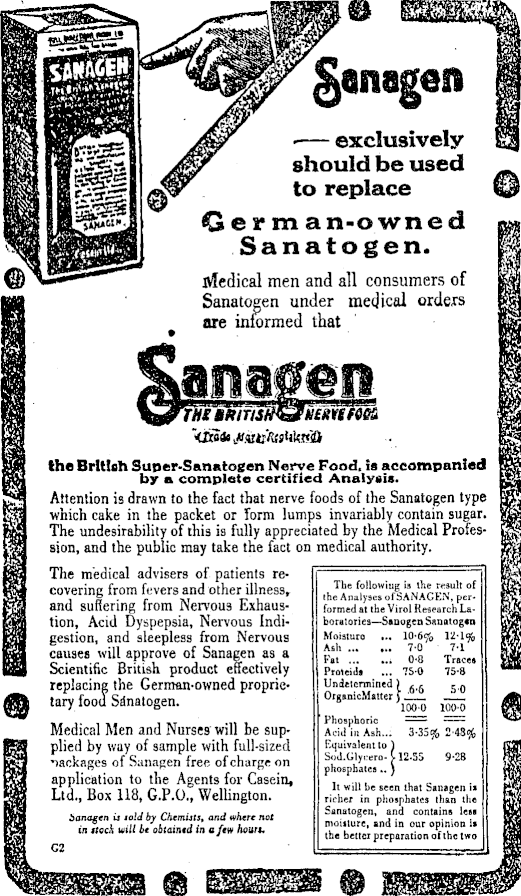 SANAGEN
THE BRITISH
SANAGEN.
Sanagen
— exclusively
should be used
to replace
German-owned
Sanatogen.
Medical men and all consumers of
Sanatogen under medical orders
are informed that
Sanagen
THE BRITISH NERVE FOOD
(Trade Mark Registered)
the British Super-Sanatogen Nerve Food, is accompanied
by a complete certified Analysis.
Attention is drawn to the fact that nerve foods of the Sanatogen type
which cake in the packet or form lumps invariably contain sugar.
The undesirability of this is fully appreciated by the Medical Profes-
sion, and the public may take the fact on medical authority.
The medical advisers of patients re-
covering from fevers and other illness,
and suffering from Nervous Exhaus-
tion, Acid Dyspepsia, Nervous Indi-
gestion, and sleepless from Nervous
causes will approve of Sanagen as a
Scientific British product effectively
replacing the German-owned proprie-
tary food Sanatogen.
Medical Men and Nurses will be sup-
plied by way of sample with full-sized
packages of Sanagen free of charge on
application to the Agents for Casein,
Ltd., Box 118, G.P.O., Wellington.
Sanagen is sold by Chemists, and where not
in stock will be obtained in a few hours.
G2
The following is the result of
the Analyses of SANAGEN, per-
formed at the Virol Research La-
boratories—Sanogen Sanatogen
Moisture ... 10·6% 12·1%
Ash ... ... 7·0 7·1
Fat ... ... 0·8 Traces
Proteids ... 75·0 75·8
Undetermined
OrganicMatter } 6.6 5·0
100·0 100·0
Phosphoric
Acid in Ash... 3·35% 2·48%
Equivalent to
Sod. Glycero- } 12·55 9·28
phosphates ..
It will be seen that Sanagen is
richer in phosphates than the
Sanatogen, and contains less
moisture, and in our opinion is
the better preparation of the two